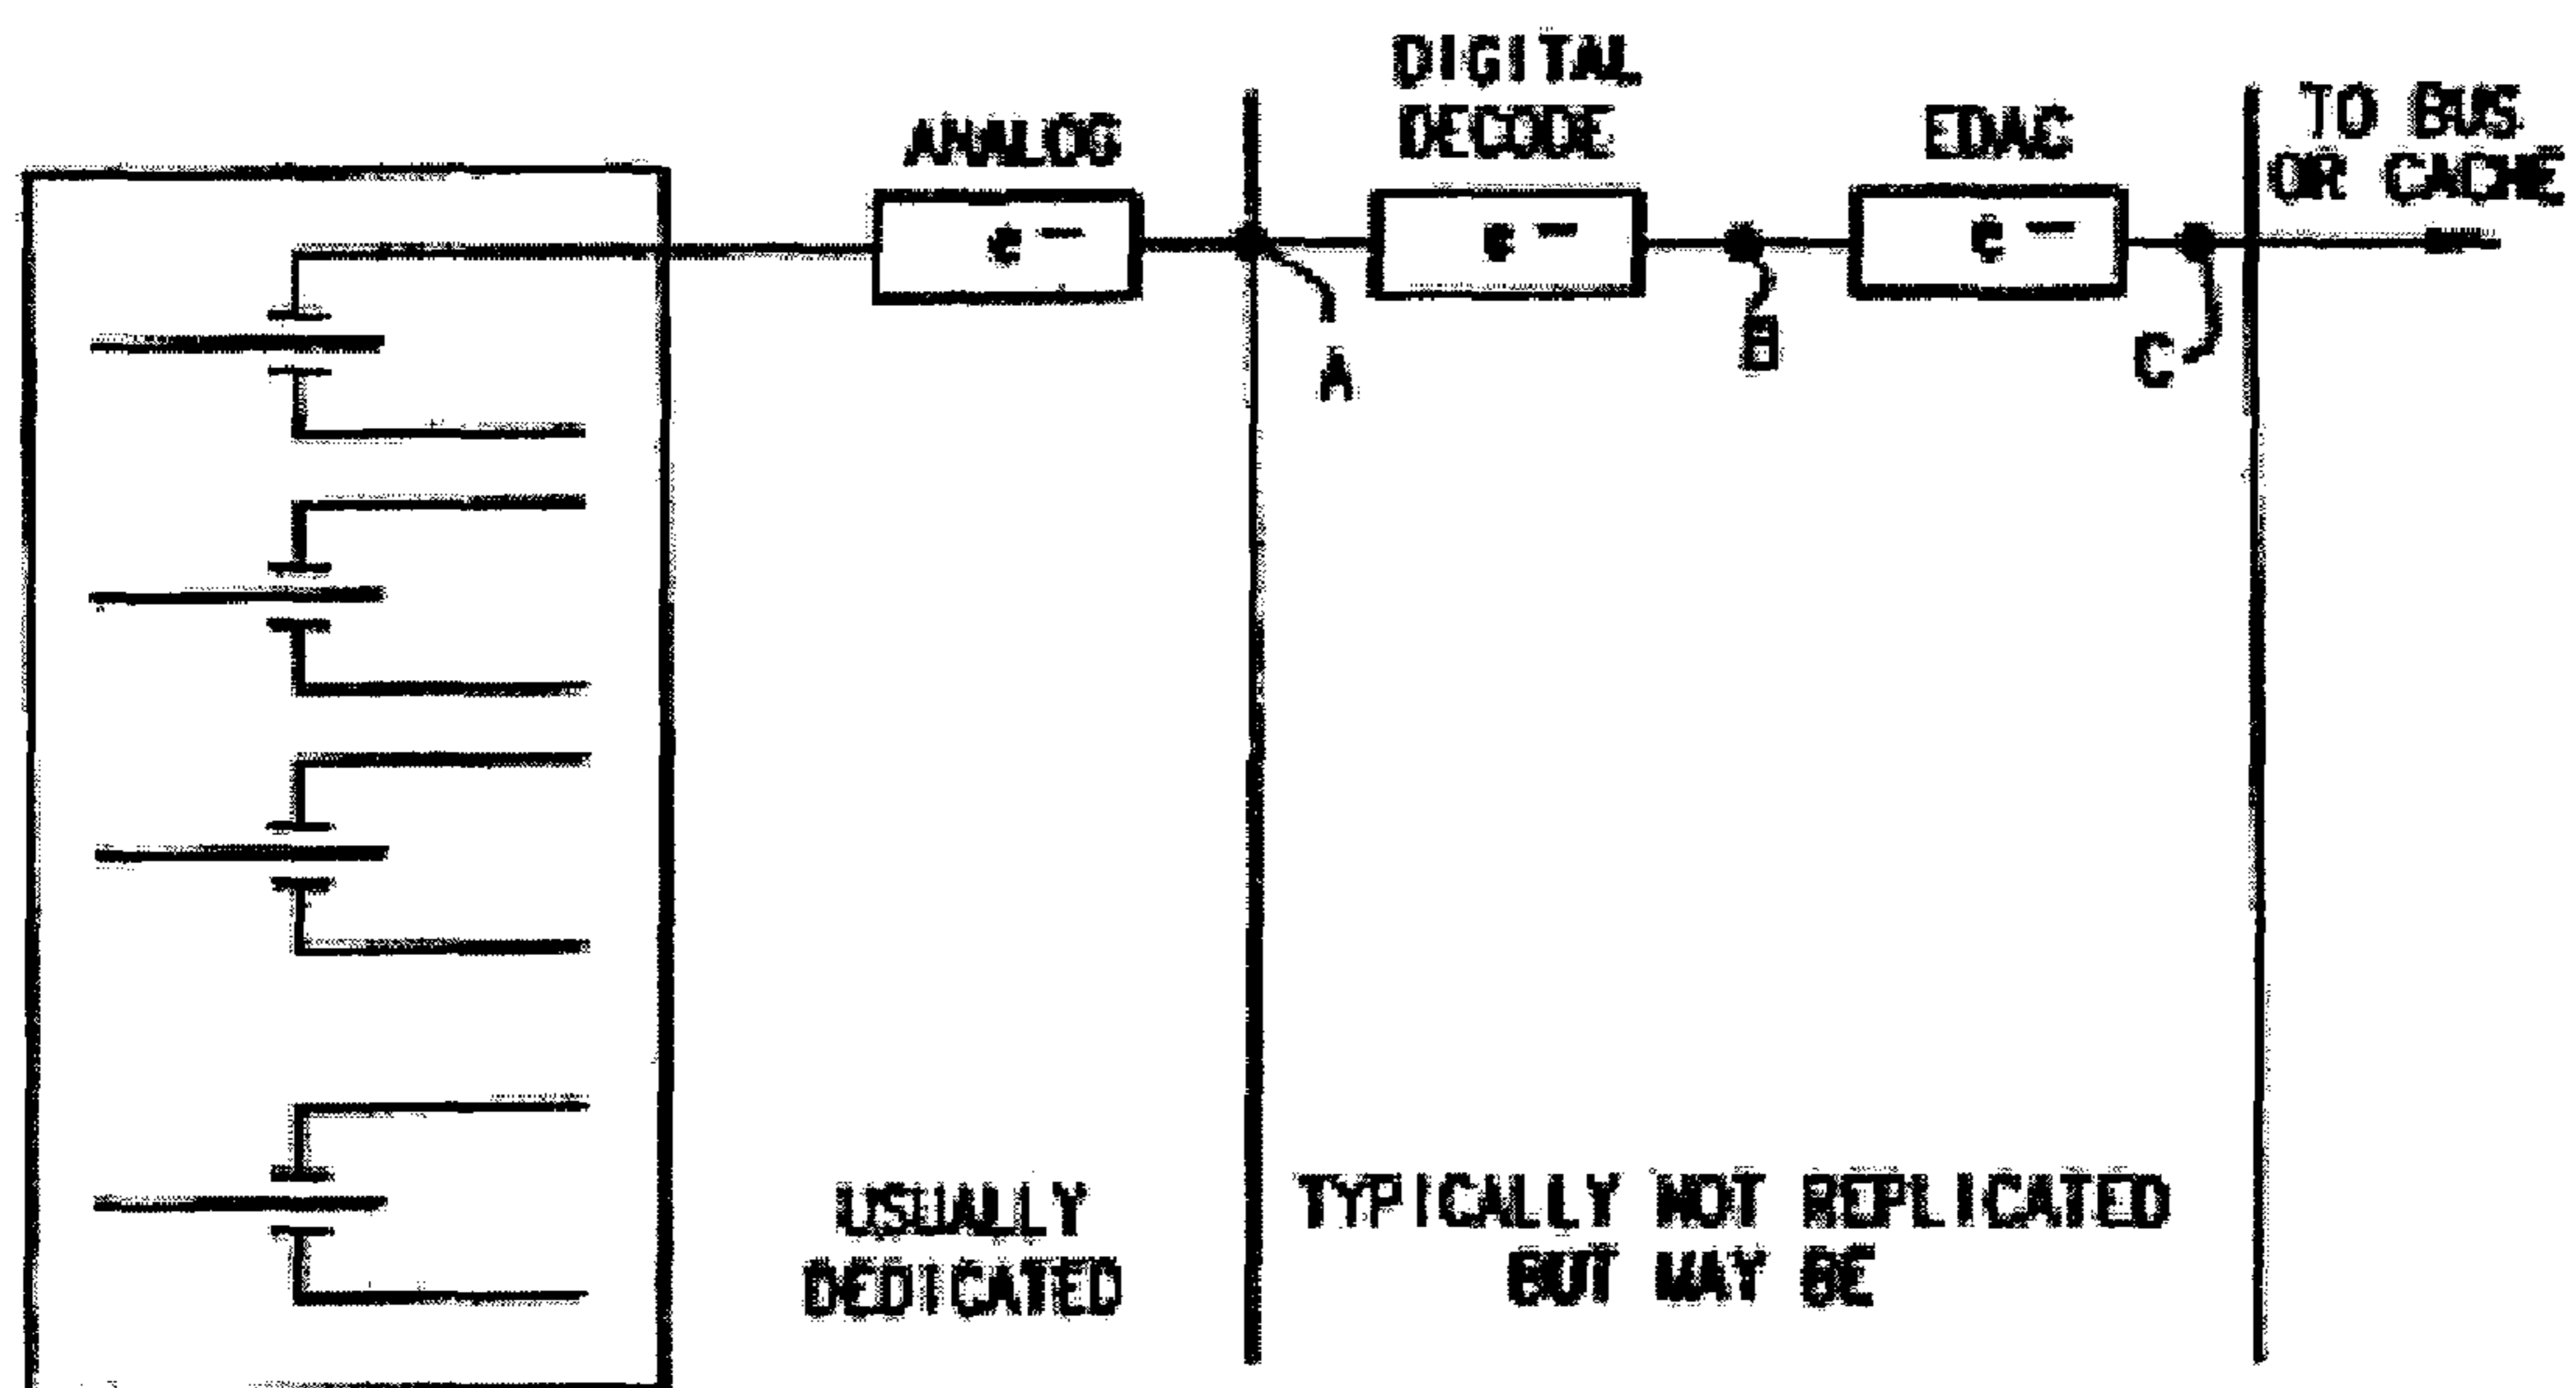 ANALOG
DIGITAL
DECODE
EDAC
TO BUS
OR CACHE
e-
e-
e-
A
B
C
USUALLY
DEDICATED
TYPICALLY NOT REPLICATED
BUT MAY BE